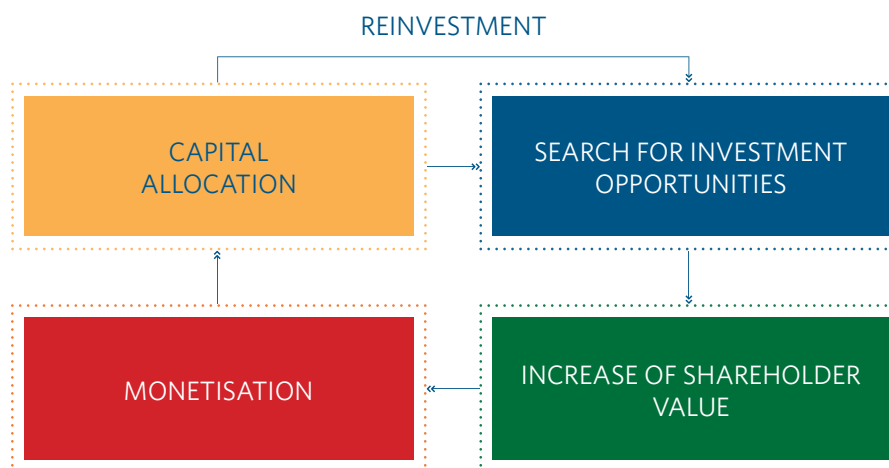 REINVESTMENT
CAPITAL
ALLOCATION
SEARCH FOR INVESTMENT
OPPORTUNITIES
MONETISATION
INCREASE OF SHAREHOLDER
VALUE